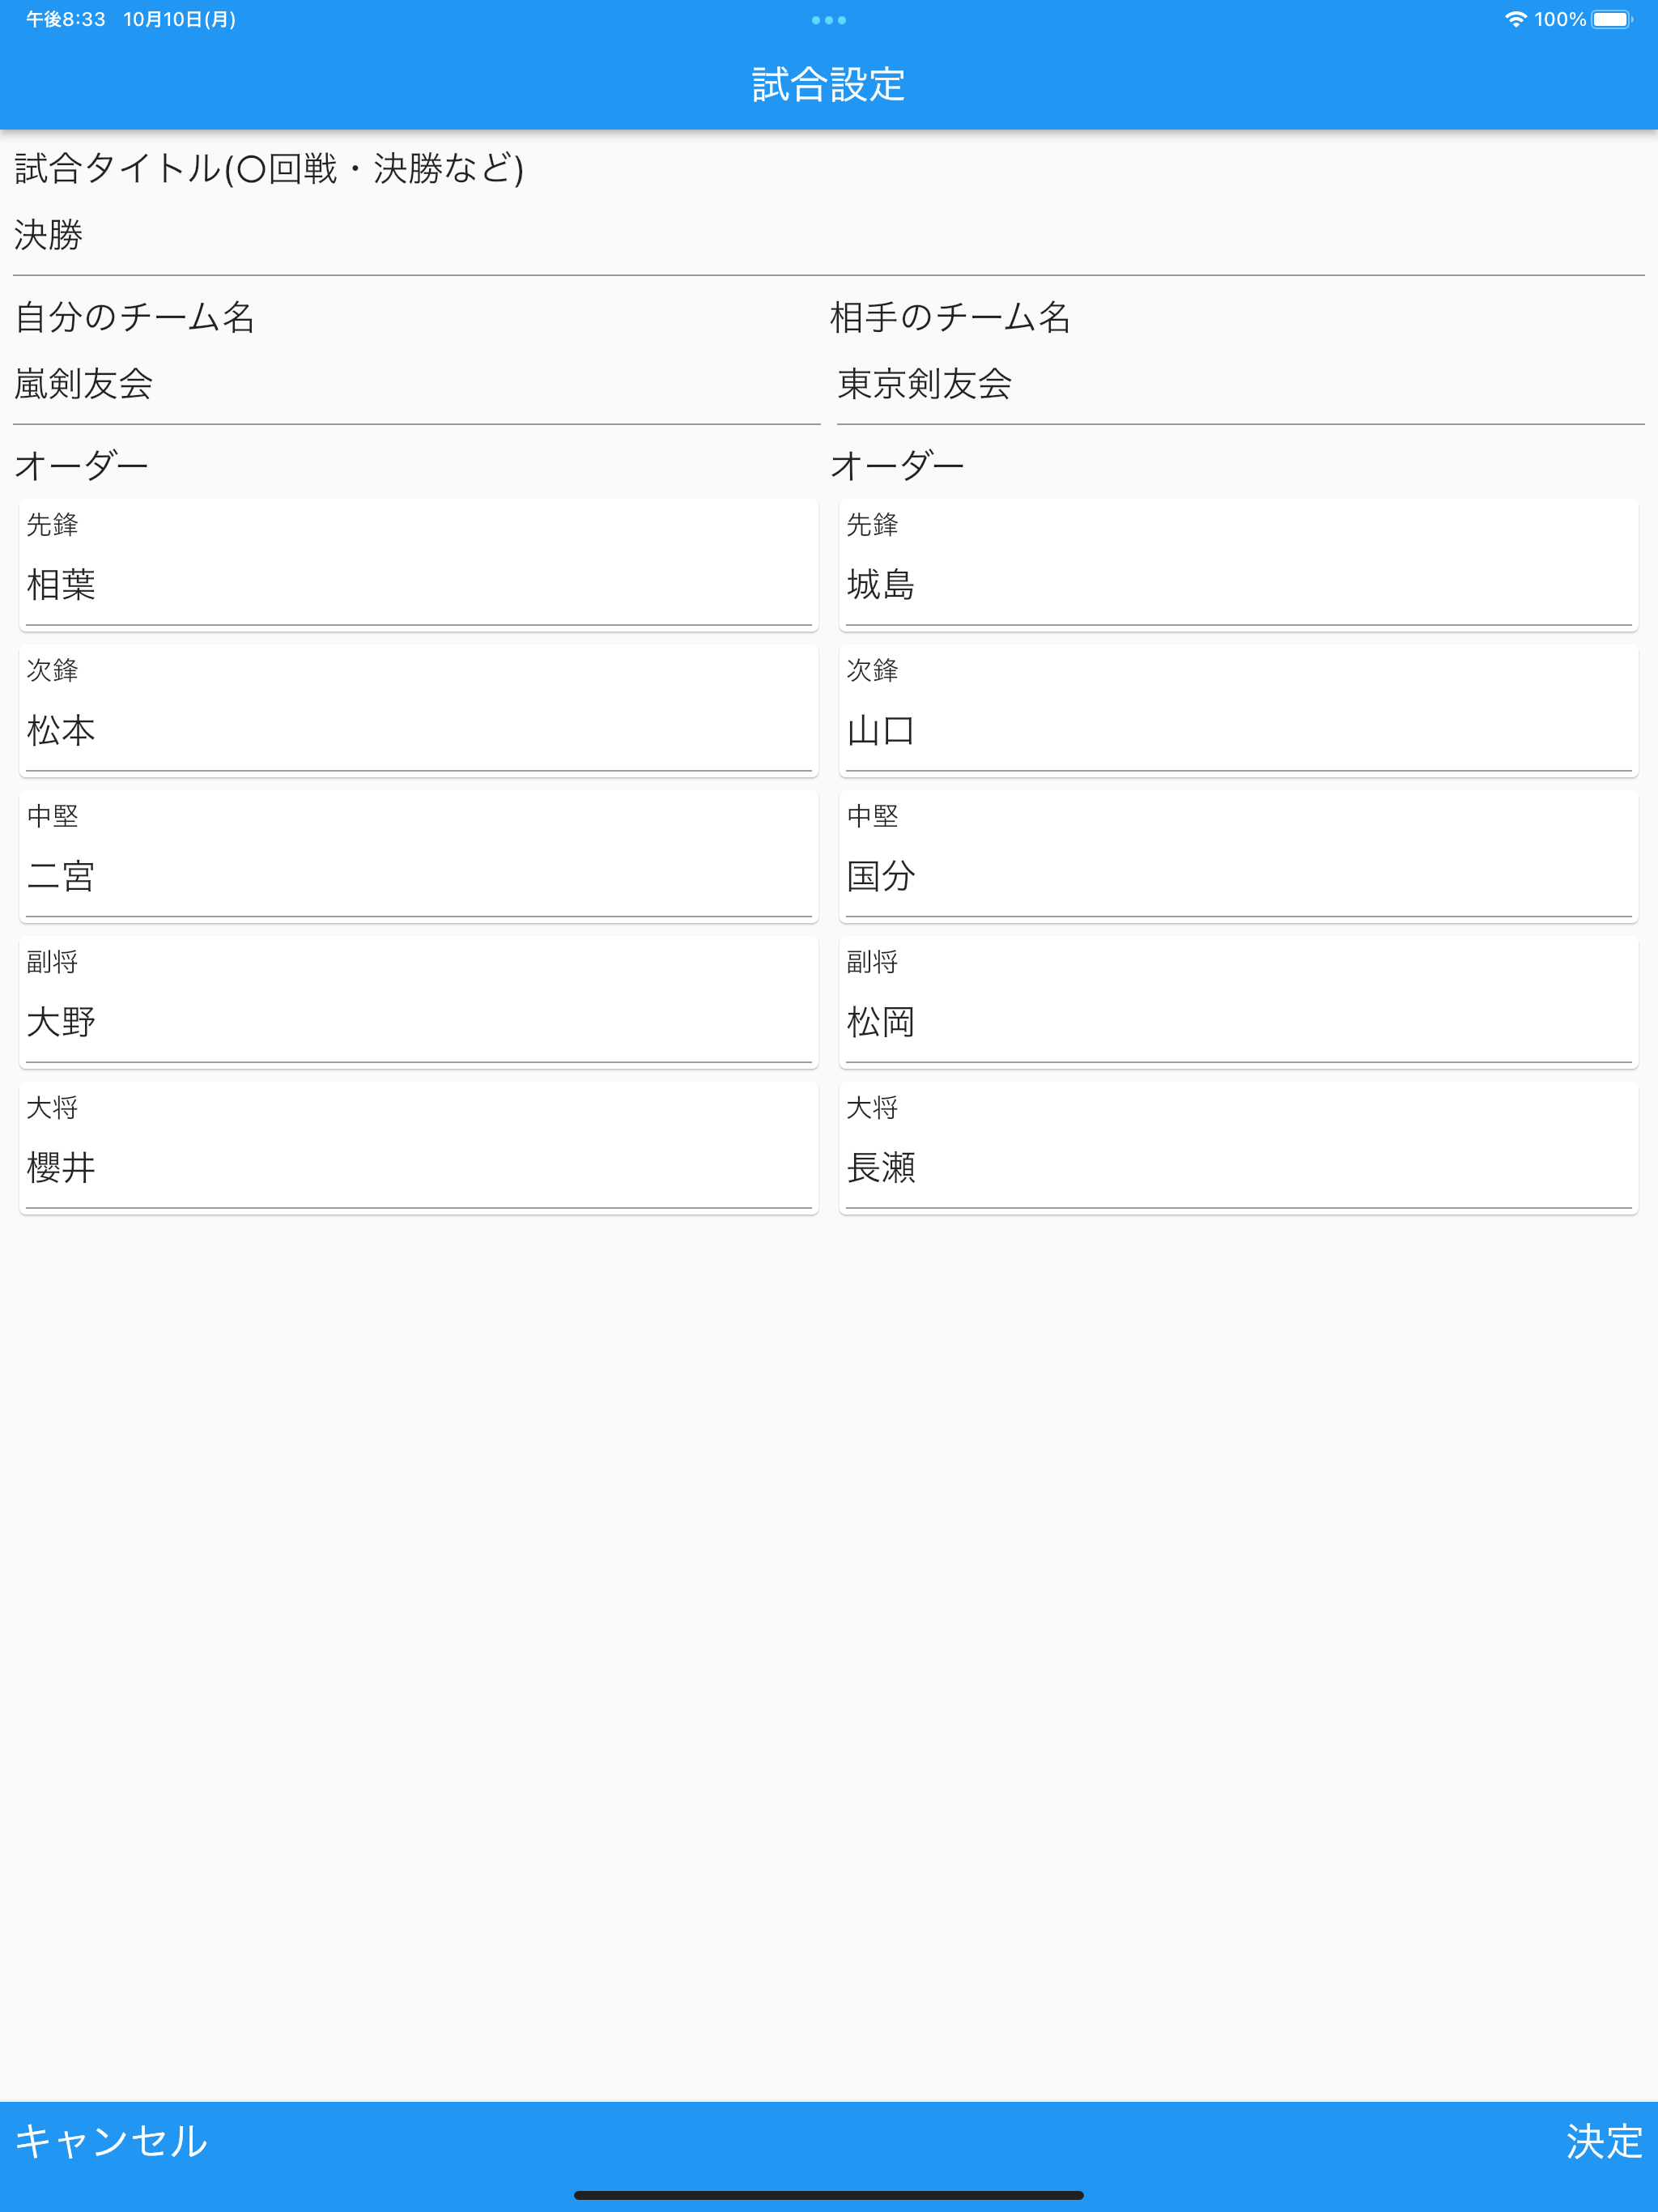 午後8:33 10月10日(月)
100%
試合設定
試合タイトル(〇回戦・決勝など)
決勝
自分のチーム名
相手のチーム名
嵐剣友会
東京剣友会
オーダー
オーダー
先鋒
先鋒
相葉
城島
次鋒
次鋒
松本
山口
中堅
中堅
二宮
国分
副将
副将
大野
松岡
大将
大将
櫻井
長瀬
キャンセル
決定